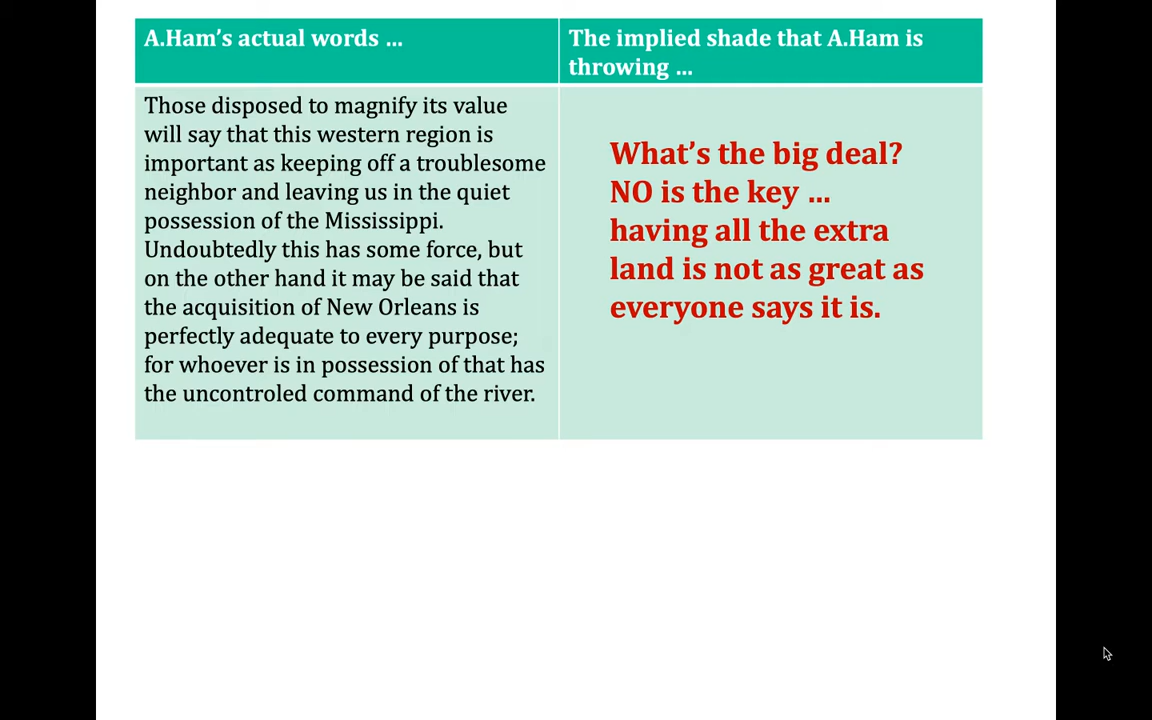 A.Ham’s actual words …
The implied shade that A.Ham is
throwing …
Those disposed to magnify its value
will say that this western region is
important as keeping off a troublesome
neighbor and leaving us in the quiet
possession of the Mississippi.
Undoubtedly this has some force, but
on the other hand it may be said that
the acquisition of New Orleans is
perfectly adequate to every purpose;
for whoever is in possession of that has
the uncontroled command of the river.
What’s the big deal?
NO is the key …
having all the extra
land is not as great as
everyone says it is.